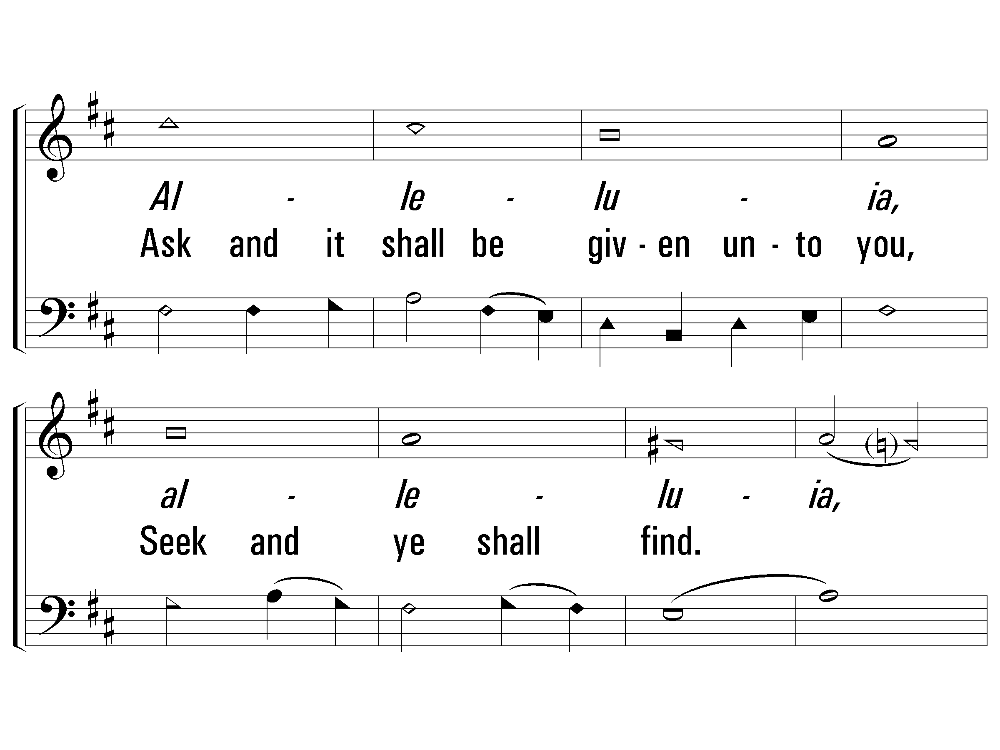 Al - le - lu - ia,
Ask and it shall be giv - en un - to you,
al - le - lu - ia,
Seek and ye shall find.